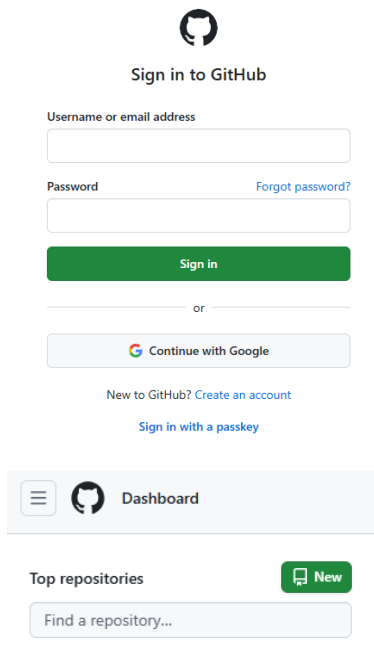 Sign in to GitHub
Username or email address
Password Forgot password?
Sign in
or
Continue with Google
New to GitHub? Create an account
Sign in with a passkey
Dashboard
Top repositories New
Find a repository...